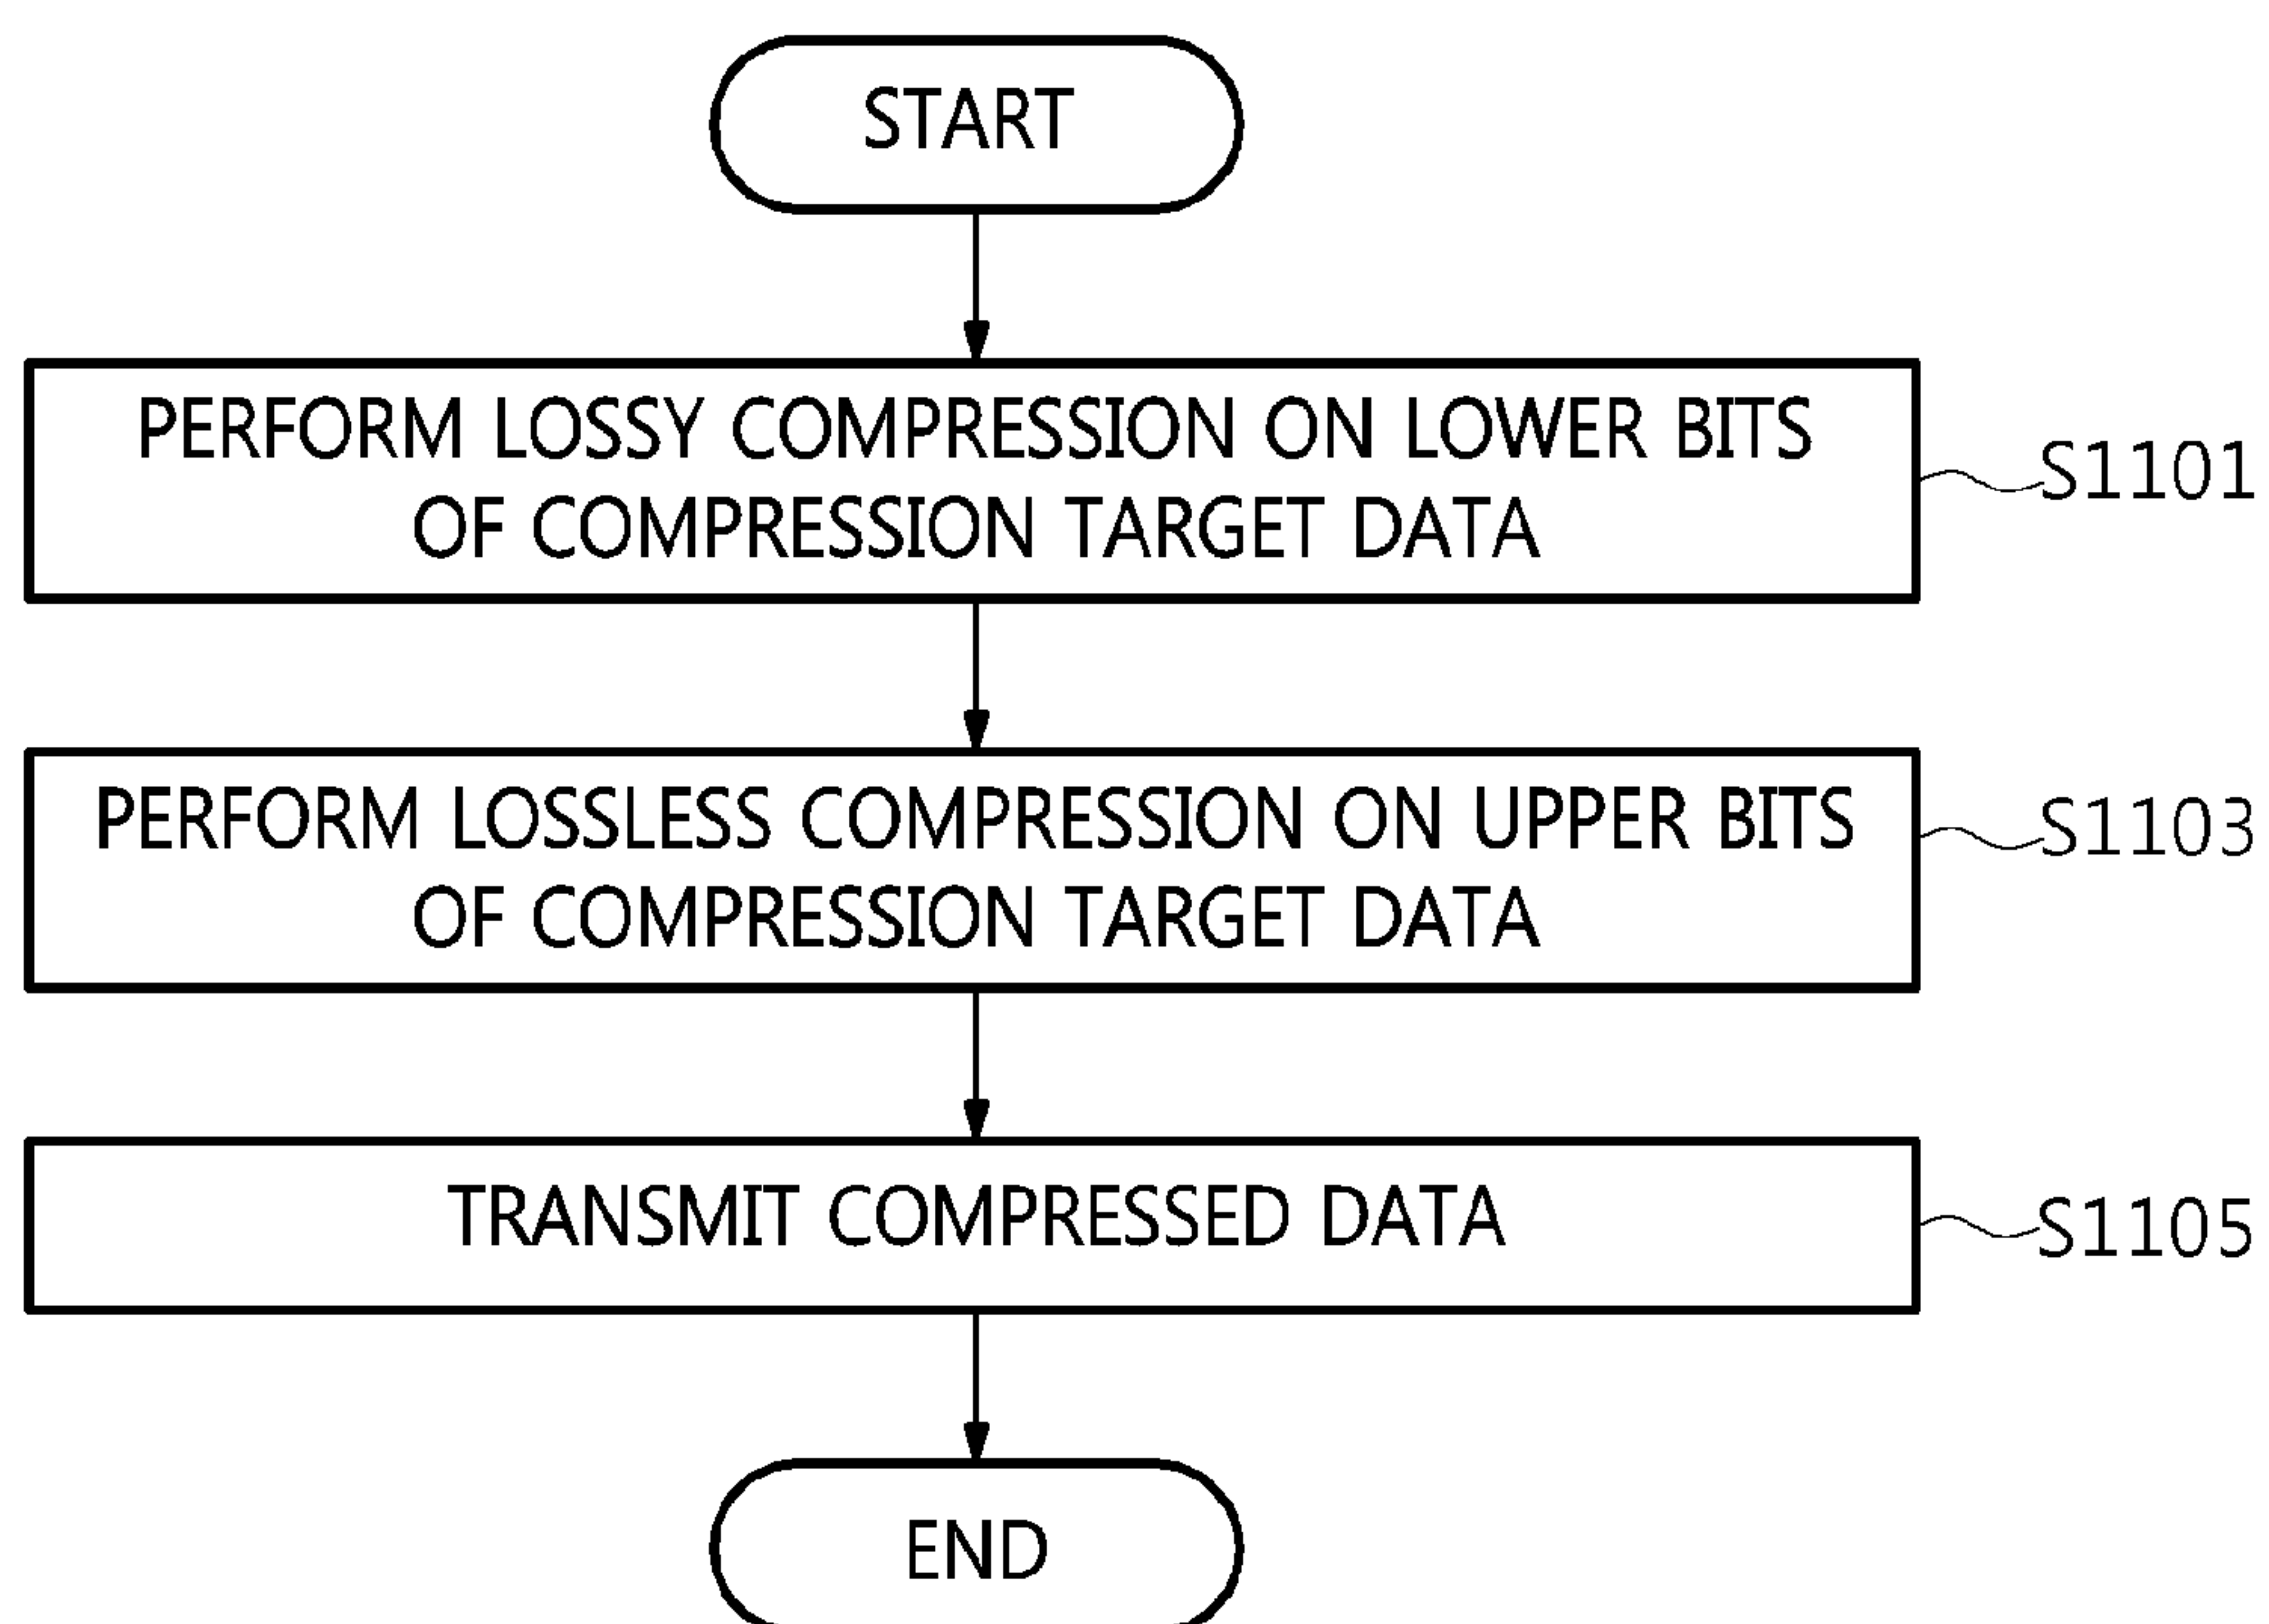 START
PERFORM LOSSY COMPRESSION ON LOWER BITS
OF COMPRESSION TARGET DATA
S1101
PERFORM LOSSLESS COMPRESSION ON UPPER BITS
OF COMPRESSION TARGET DATA
S1103
TRANSMIT COMPRESSED DATA
S1105
END